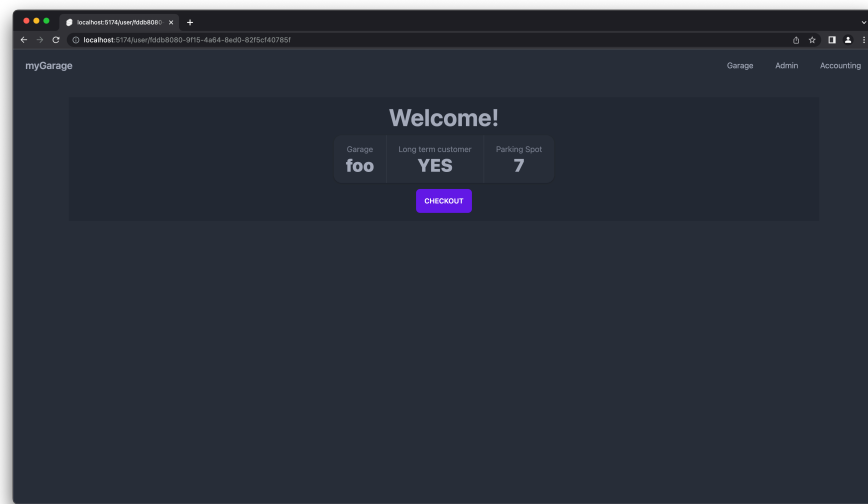 localhost:5174/user/fddb8080-
localhost:5174/user/fddb8080-9f15-4a64-8ed0-82f5cf40785f
myGarage Garage Admin Accounting
Welcome!
Garage Long term customer Parking Spot
foo YES 7
CHECKOUT